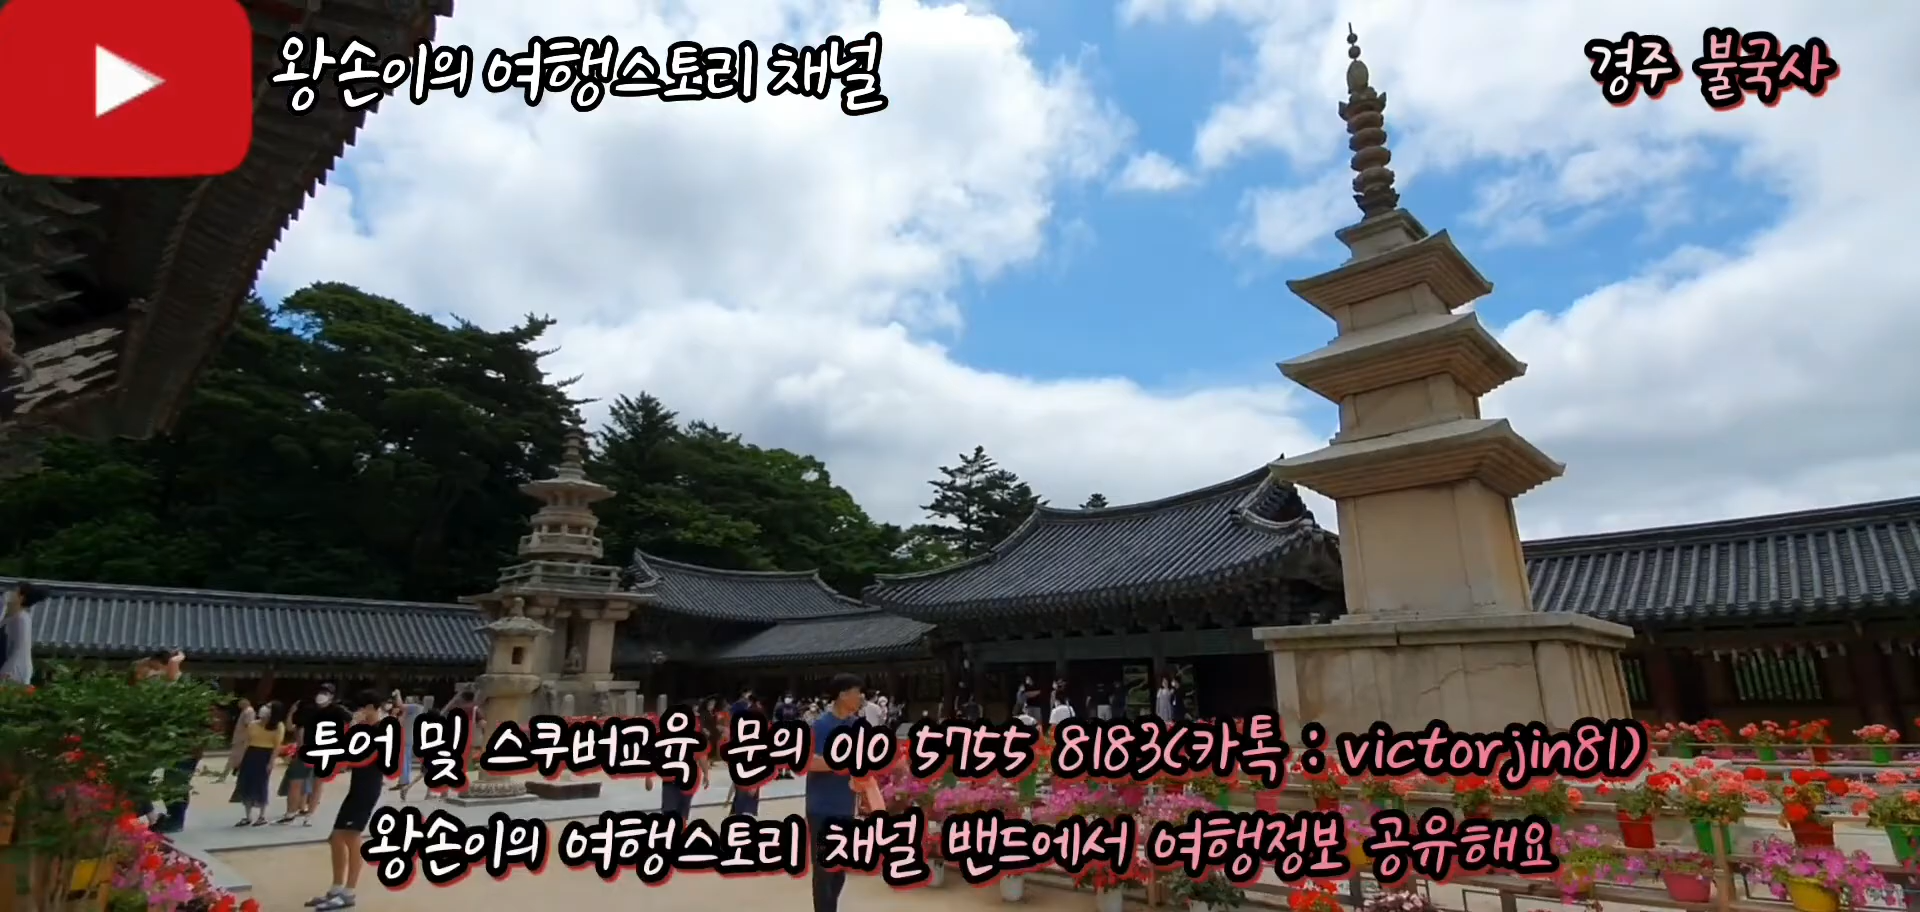 왕손이의 여행스토리 채널
경주 불국사
투어 및 스쿠버교육 문의 010 5755 8183(카톡 : victorjin81)
왕손이의 여행스토리 채널 밴드에서 여행정보 공유해요